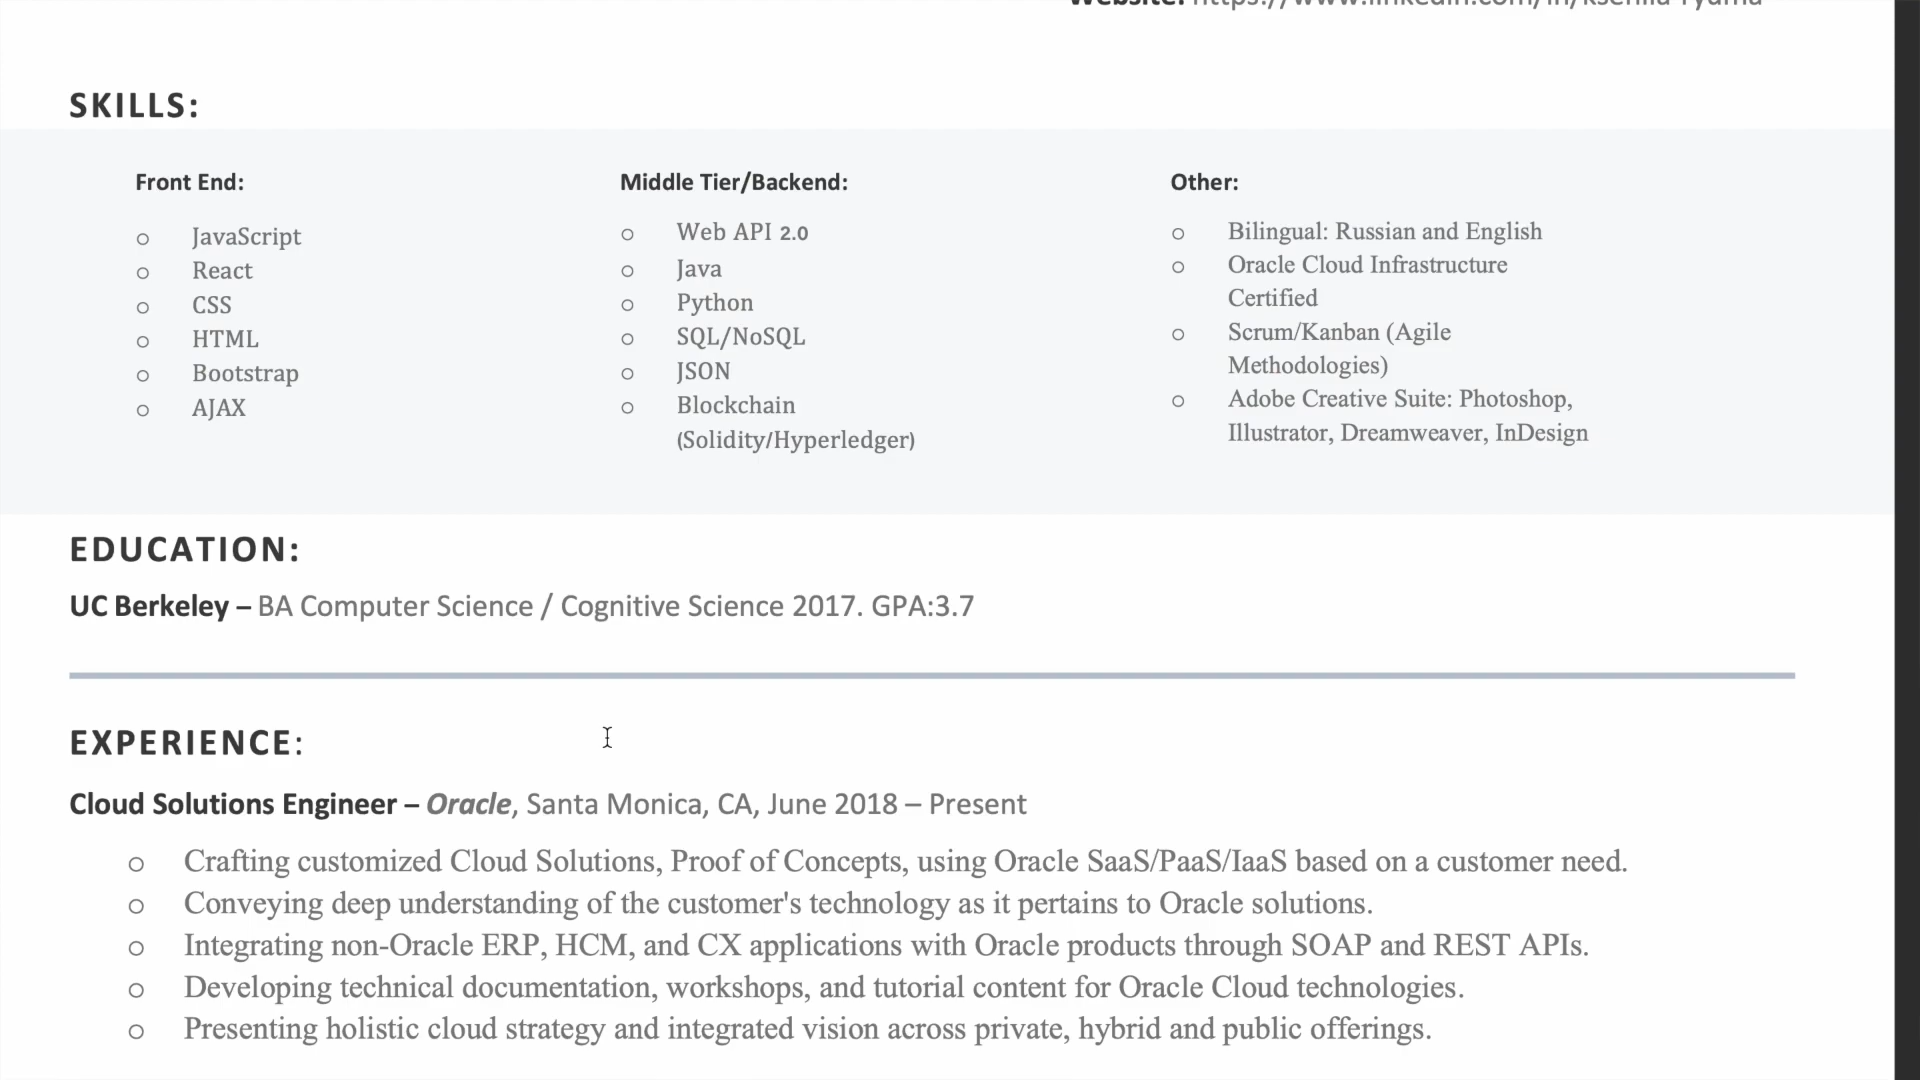 SKILLS:
Front End:
JavaScript
React
CSS
HTML
Bootstrap
AJAX
Middle Tier/Backend:
Web API 2.0
Java
Python
SQL/NoSQL
JSON
Blockchain
(Solidity/Hyperledger)
Other:
Bilingual: Russian and English
Oracle Cloud Infrastructure
Certified
Scrum/Kanban (Agile
Methodologies)
Adobe Creative Suite: Photoshop,
Illustrator, Dreamweaver, InDesign
EDUCATION:
UC Berkeley – BA Computer Science / Cognitive Science 2017. GPA:3.7
EXPERIENCE:
Cloud Solutions Engineer – Oracle, Santa Monica, CA, June 2018 – Present
Crafting customized Cloud Solutions, Proof of Concepts, using Oracle SaaS/PaaS/IaaS based on a customer need.
Conveying deep understanding of the customer's technology as it pertains to Oracle solutions.
Integrating non-Oracle ERP, HCM, and CX applications with Oracle products through SOAP and REST APIs.
Developing technical documentation, workshops, and tutorial content for Oracle Cloud technologies.
Presenting holistic cloud strategy and integrated vision across private, hybrid and public offerings.